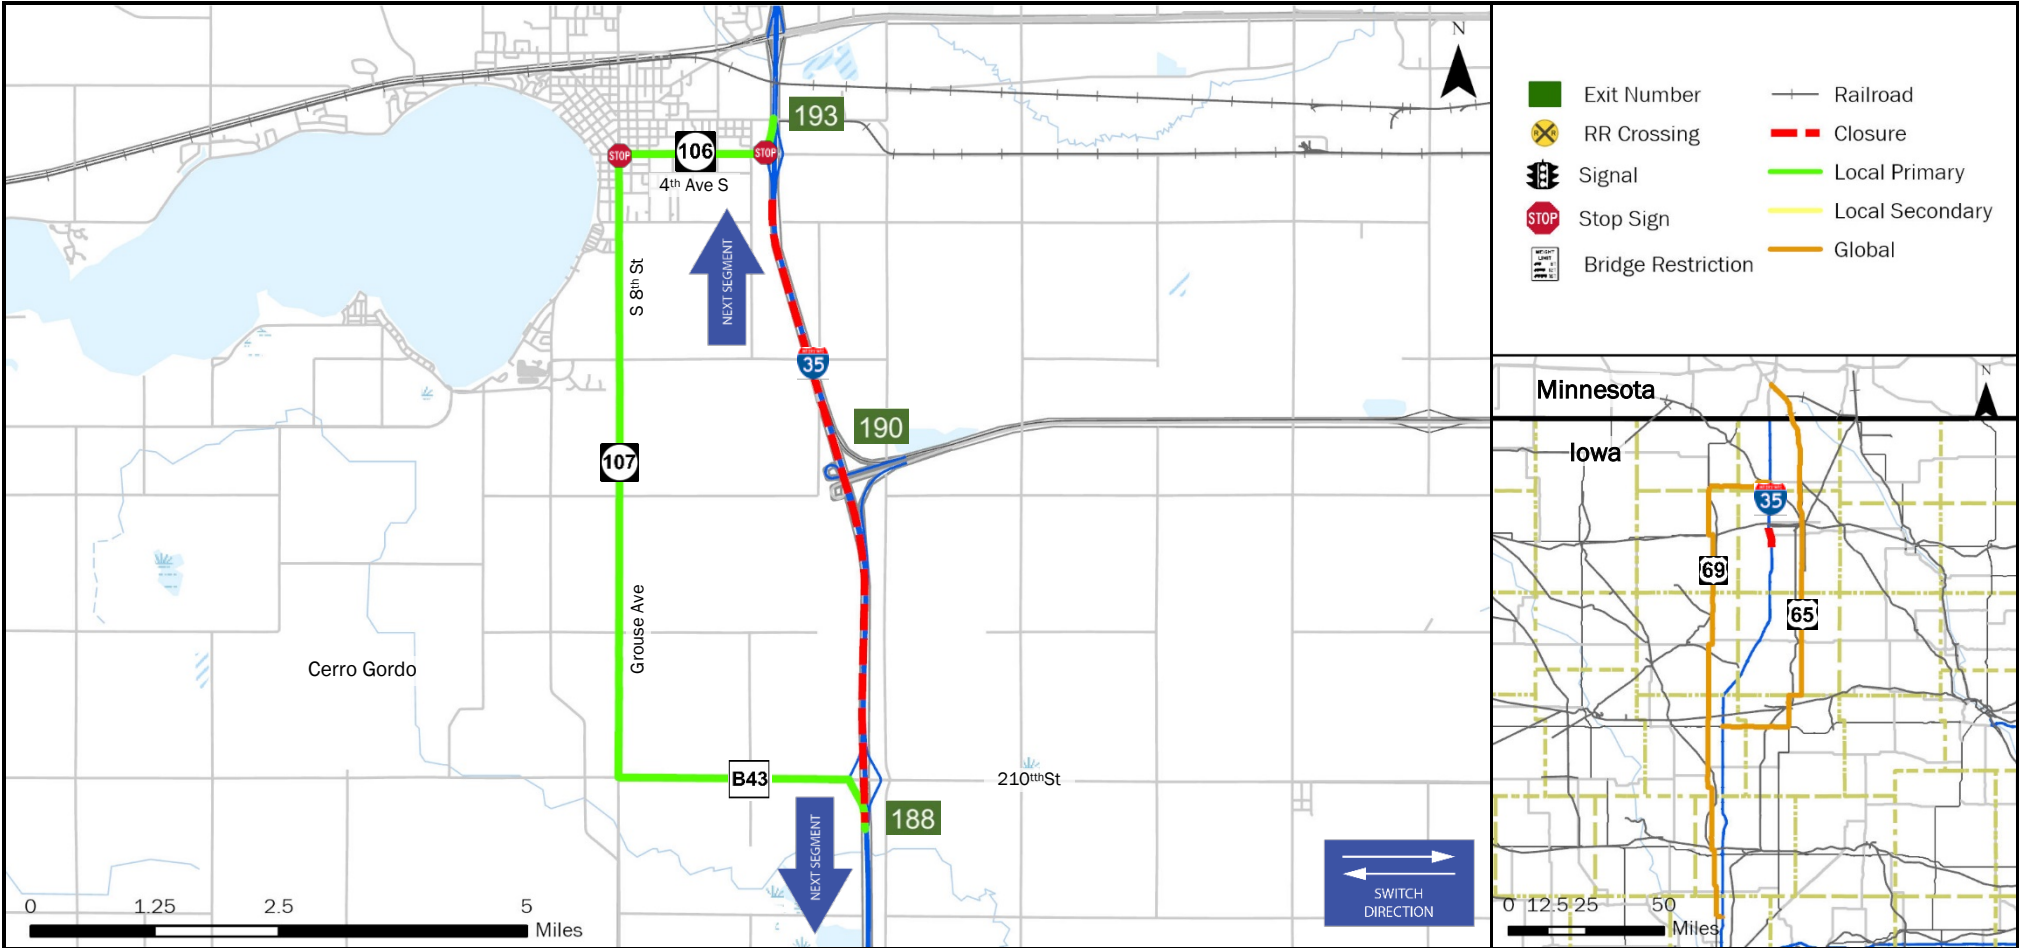 N
193
STOP
106
STOP
4th Ave S
NEXT SEGMENT
S 8th St
35
190
107
Grouse Ave
Cerro Gordo
B43
210tthSt
188
NEXT SEGMENT
SWITCH
DIRECTION
0 1.25 2.5 5
Miles
Exit Number
RR Crossing
Signal
STOP Stop Sign
WEIGHT
LIMIT
Bridge Restriction
Railroad
Closure
Local Primary
Local Secondary
Global
N
Minnesota
Iowa
35
69
65
0 12.5 25 50
Miles